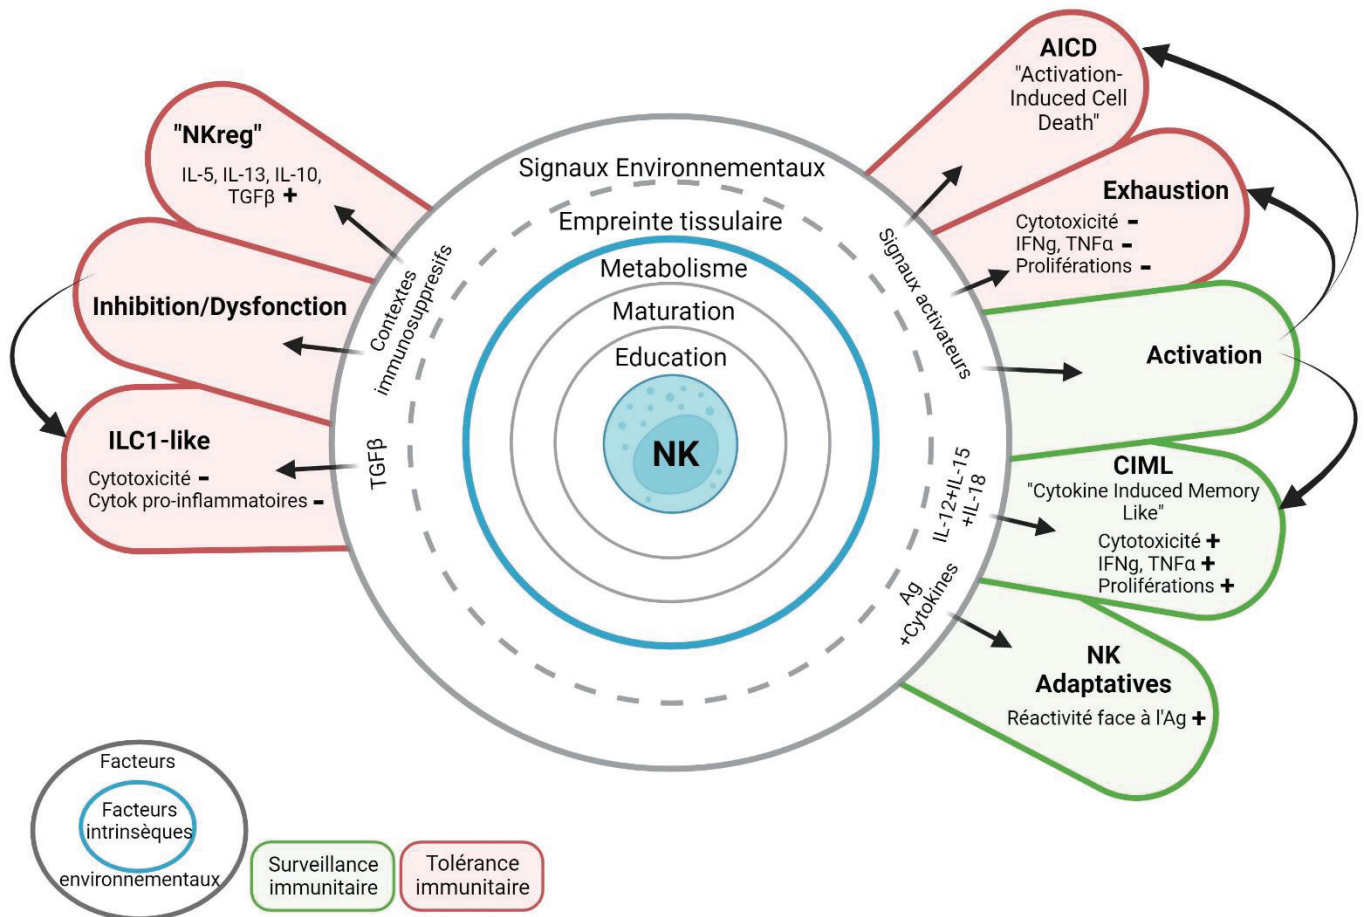 AICD
"Activation-
Induced Cell
Death"
"NKreg"
IL-5, IL-13, IL-10,
TGFβ +
Signaux Environnementaux
Exhaustion
Cytotoxicité -
IFNg, TNFα -
Proliférations -
Empreinte tissulaire
Metabolisme
Maturation
Education
NK
Contextes
immunosuppresifs
Signaux activateurs
Inhibition/Dysfonction
Activation
ILC1-like
Cytotoxicité -
Cytok pro-inflammatoires -
TGFβ
IL-12+IL-15
+IL-18
CIML
"Cytokine Induced Memory
Like"
Cytotoxicité +
IFNg, TNFα +
Proliférations +
Ag
+Cytokines
NK
Adaptatives
Réactivité face à l'Ag +
Facteurs
Facteurs
intrinsèques
environnementaux
Surveillance
immunitaire
Tolérance
immunitaire